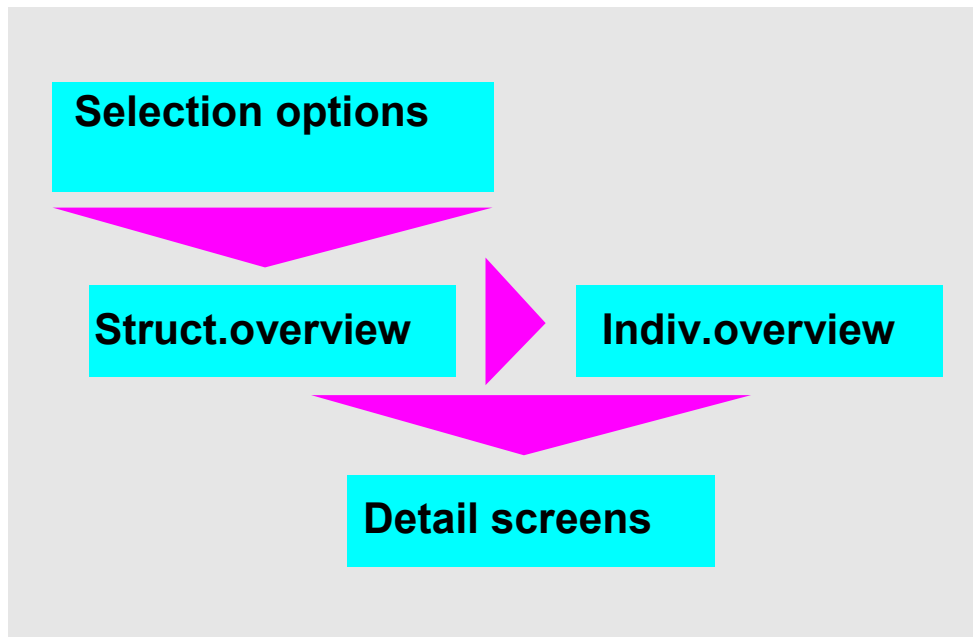 Selection options
Struct.overview
Indiv.overview
Detail screens